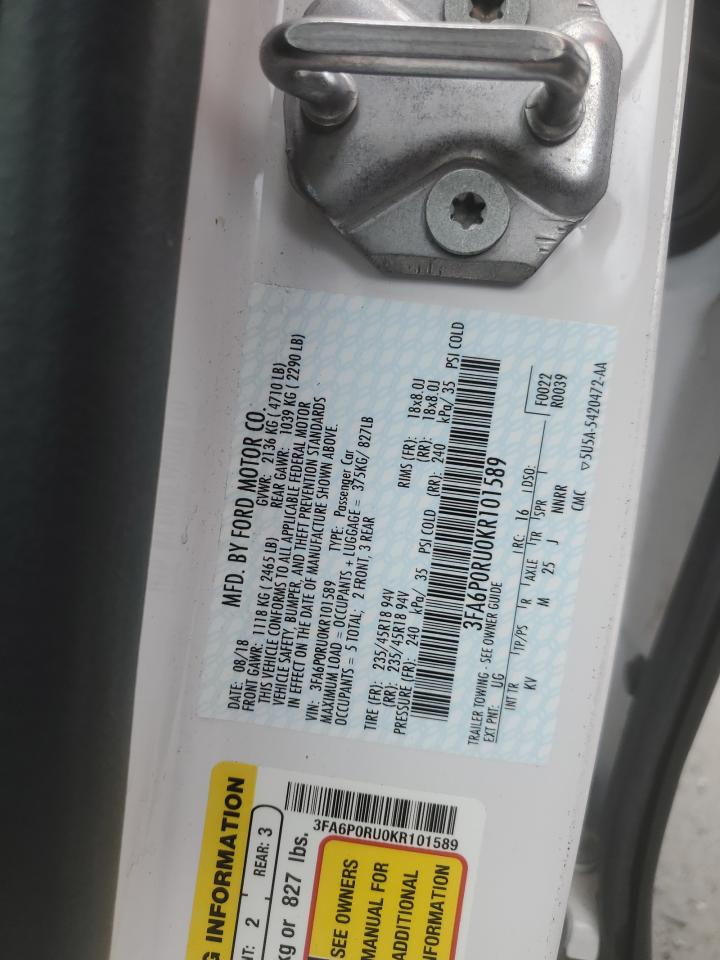 MFD. BY FORD MOTOR CO.
DATE: 08/18 GVWR: 2136 KG ( 4710 LB)
FRONT GAWR: 1118 KG ( 2465 LB) REAR GAWR: 1039 KG ( 2290 LB)
THIS VEHICLE CONFORMS TO ALL APPLICABLE FEDERAL MOTOR
VEHICLE SAFETY, BUMPER, AND THEFT PREVENTION STANDARDS
IN EFFECT ON THE DATE OF MANUFACTURE SHOWN ABOVE.
VIN: 3FA6P0RU0KR101589 TYPE: Passenger Car
MAXIMUM LOAD = OCCUPANTS + LUGGAGE = 375KG/ 827LB
OCCUPANTS = 5 TOTAL; 2 FRONT, 3 REAR
TIRE (FR): 235/45R18 94V RIMS (FR): 18x8.0J
(RR): 235/45R18 94V (RR): 18x8.0J
PRESSURE (FR): 240 kPa/ 35 PSI COLD (RR): 240 kPa/ 35 PSI COLD
3FA6P0RU0KR101589
TRAILER TOWING - SEE OWNER GUIDE
EXT PNT: UG RC: 16 DSO: F0022
INT TR TP/PS R AXLE TR SPR R0039
KV M 25 J NNRR
CMC ▽5U5A-5420472-AA
G INFORMATION
NT: 2 REAR: 3
kg or 827 lbs.
3FA6P0RU0KR101589
SEE OWNERS
MANUAL FOR
ADDITIONAL
INFORMATION